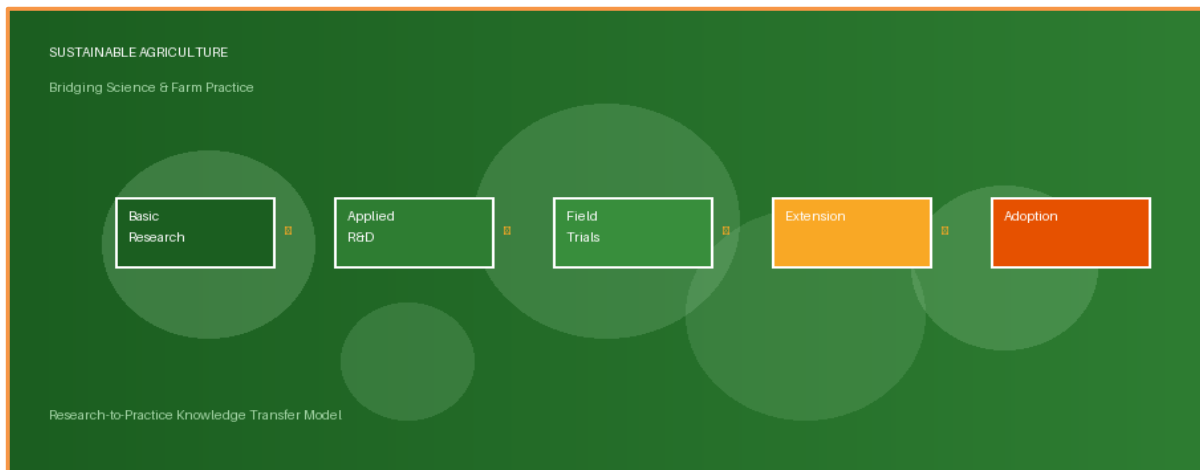 SUSTAINABLE AGRICULTURE
Bridging Science & Farm Practice
Basic
Research
Applied
R&D
Field
Trials
Extension
Adoption
Research-to-Practice Knowledge Transfer Model